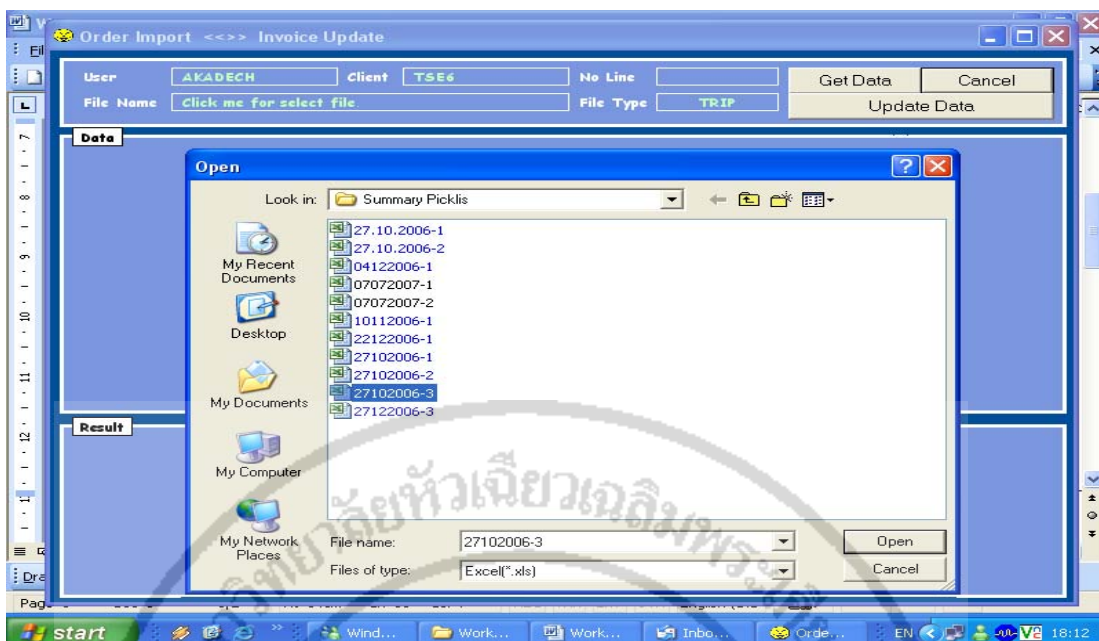 Order Import <<>> Invoice Update
User AKADECH Client TSE6 No Line Get Data Cancel
File Name Click me for select file. File Type TRIP Update Data
Data
Open
Look in: Summary Picklis
My Recent Documents
Desktop
My Documents
My Computer
My Network Places
27.10.2006-1
27.10.2006-2
04122006-1
07072007-1
07072007-2
10112006-1
22122006-1
27102006-1
27102006-2
27102006-3
27122006-3
File name: 27102006-3 Open
Files of type: Excel(*.xls) Cancel
Result
start Wind... Work... Work... Inbo... Orde... EN 18:12